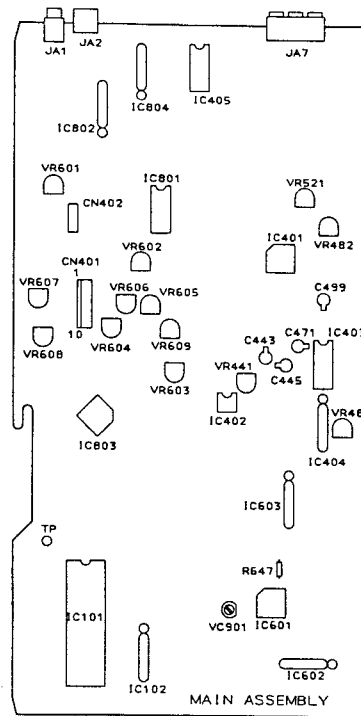 JA1 JA2 JA7
IC804 IC405
IC802
VR601 IC801 VR521
CN402
VR602 IC401 VR482
CN401
1
VR607 VR606 VR605 C499
10
VR608 VR604 VR609 C443 C471 IC407
VR603 VR441 C445
IC402
IC803 IC404 VR48
IC603
TP
R647
IC101 VC901 IC601
IC102 IC602
MAIN ASSEMBLY